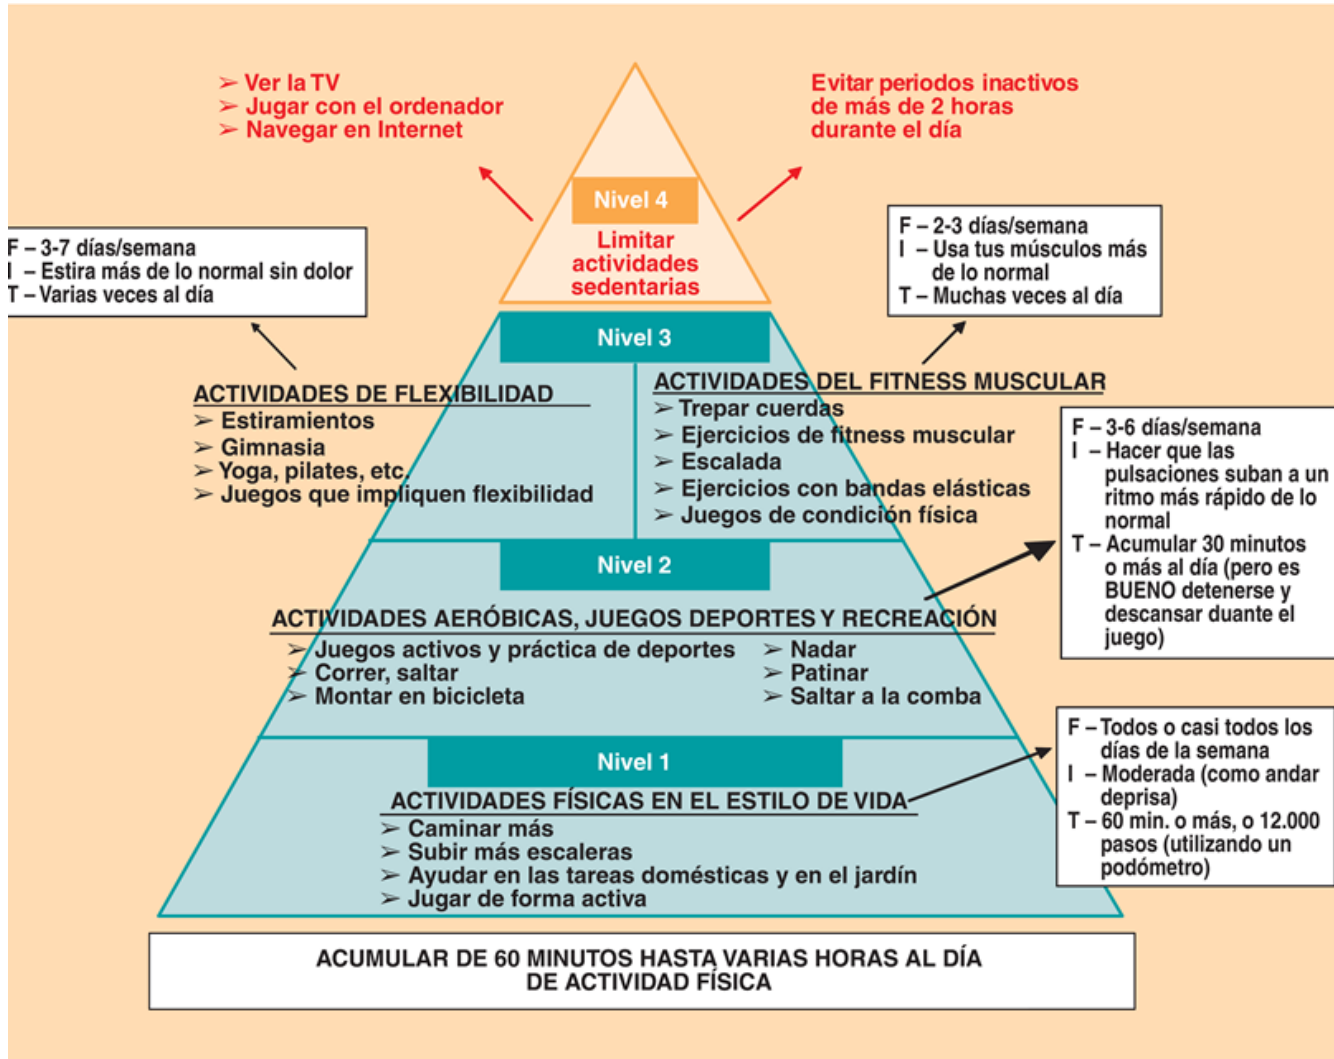 ➢ Ver la TV
➢ Jugar con el ordenador
➢ Navegar en Internet
Evitar periodos inactivos
de más de 2 horas
durante el día
Nivel 4
Limitar
actividades
sedentarias
F – 3-7 días/semana
I – Estira más de lo normal sin dolor
T – Varias veces al día
F – 2-3 días/semana
I – Usa tus músculos más
de lo normal
T – Muchas veces al día
Nivel 3
ACTIVIDADES DE FLEXIBILIDAD
➢ Estiramientos
➢ Gimnasia
➢ Yoga, pilates, etc.
➢ Juegos que impliquen flexibilidad
ACTIVIDADES DEL FITNESS MUSCULAR
➢ Trepar cuerdas
➢ Ejercicios de fitness muscular
➢ Escalada
➢ Ejercicios con bandas elásticas
➢ Juegos de condición física
F – 3-6 días/semana
I – Hacer que las
pulsaciones suban a un
ritmo más rápido de lo
normal
T – Acumular 30 minutos
o más al día (pero es
BUENO detenerse y
descansar duante el
juego)
Nivel 2
ACTIVIDADES AERÓBICAS, JUEGOS DEPORTES Y RECREACIÓN
➢ Juegos activos y práctica de deportes
➢ Correr, saltar
➢ Montar en bicicleta
➢ Nadar
➢ Patinar
➢ Saltar a la comba
Nivel 1
ACTIVIDADES FÍSICAS EN EL ESTILO DE VIDA
➢ Caminar más
➢ Subir más escaleras
➢ Ayudar en las tareas domésticas y en el jardín
➢ Jugar de forma activa
F – Todos o casi todos los
días de la semana
I – Moderada (como andar
deprisa)
T – 60 min. o más, o 12.000
pasos (utilizando un
podómetro)
ACUMULAR DE 60 MINUTOS HASTA VARIAS HORAS AL DÍA
DE ACTIVIDAD FÍSICA